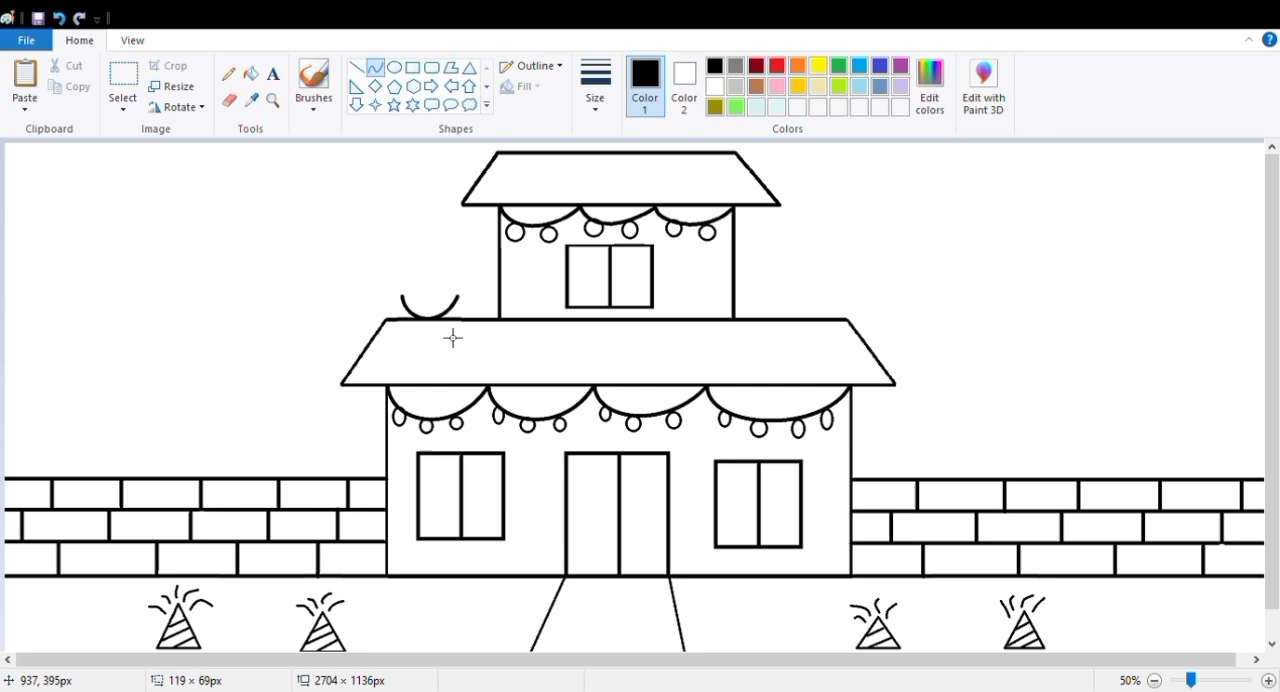 File Home View
Paste
Cut
Copy
Clipboard
Select
Crop
Resize
Rotate
Image
A
Tools
Brushes
Outline
Fill
Shapes
Size
Color 1
Color 2
Edit colors
Colors
Edit with Paint 3D
937, 395px 119 × 69px 2704 × 1136px 50%